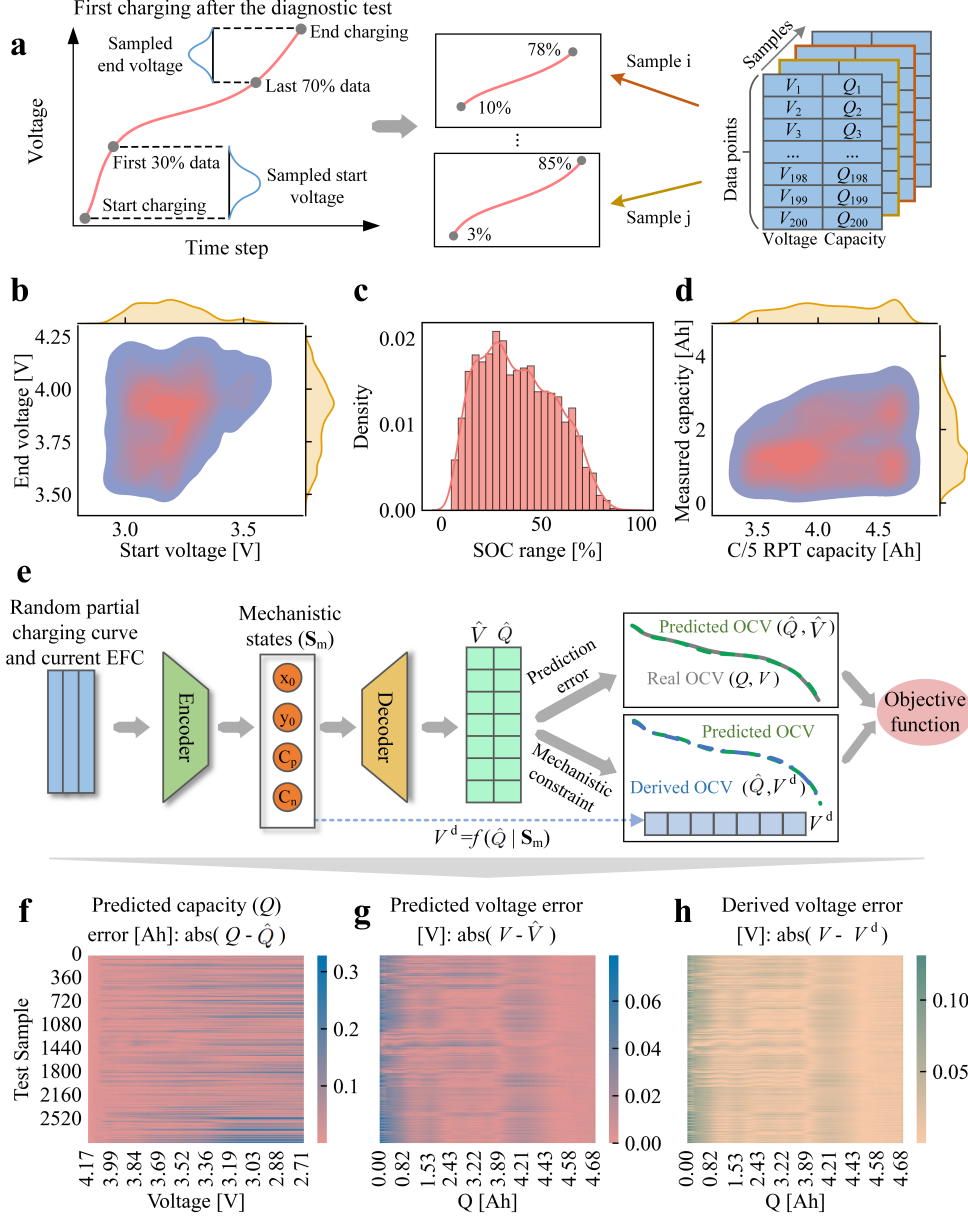 First charging after the diagnostic test
a
Voltage
Sampled
end voltage
End charging
Last 70% data
First 30% data
Sampled start
voltage
Start charging
Time step
78%
10%
...
85%
3%
Sample i
Sample j
Samples
Data points
V1 Q1
V2 Q2
V3 Q3
... ...
V198 Q198
V199 Q199
V200 Q200
Voltage Capacity
b
End voltage [V]
4.25
4.00
3.75
3.50
3.0 3.5
Start voltage [V]
c
Density
0.02
0.01
0.00
0 50 100
SOC range [%]
d
Measured capacity [Ah]
4
2
0
3.5 4.0 4.5
C/5 RPT capacity [Ah]
e
Random partial
charging curve
and current EFC
Encoder
Mechanistic
states (Sm)
x0
y0
Cp
Cn
Decoder
V̂ Q̂
Prediction
error
Mechanistic
constraint
Predicted OCV (Q̂, V̂)
Real OCV (Q, V)
Predicted OCV
Derived OCV (Q̂, Vᵈ)
Vᵈ
Vᵈ=f(Q̂ | Sm)
Objective
function
f
Predicted capacity (Q)
error [Ah]: abs( Q - Q̂ )
Test Sample
0
360
720
1080
1440
1800
2160
2520
4.17 3.99 3.84 3.69 3.52 3.36 3.19 3.03 2.88 2.71
Voltage [V]
0.3
0.2
0.1
g
Predicted voltage error
[V]: abs( V - V̂ )
0.00 0.82 1.53 2.43 3.22 3.89 4.21 4.43 4.58 4.68
Q [Ah]
0.06
0.04
0.02
0.00
h
Derived voltage error
[V]: abs( V - Vᵈ )
0.00 0.82 1.53 2.43 3.22 3.89 4.21 4.43 4.58 4.68
Q [Ah]
0.10
0.05